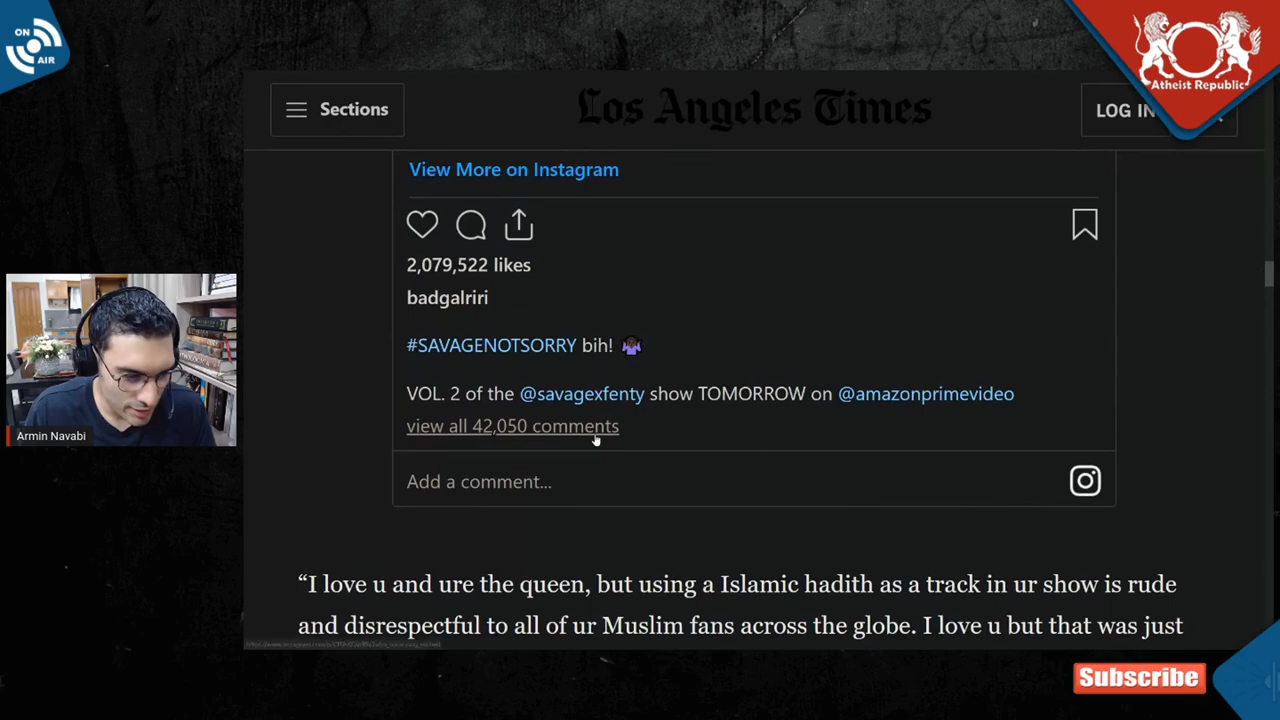 ON
AIR
Atheist Republic
Sections
Los Angeles Times
LOG IN
View More on Instagram
2,079,522 likes
badgalriri
#SAVAGENOTSORRY bih! 🤷🏿‍♀️
VOL. 2 of the @savagexfenty show TOMORROW on @amazonprimevideo
view all 42,050 comments
Add a comment...
Armin Navabi
“I love u and ure the queen, but using a Islamic hadith as a track in ur show is rude
and disrespectful to all of ur Muslim fans across the globe. I love u but that was just
Subscribe